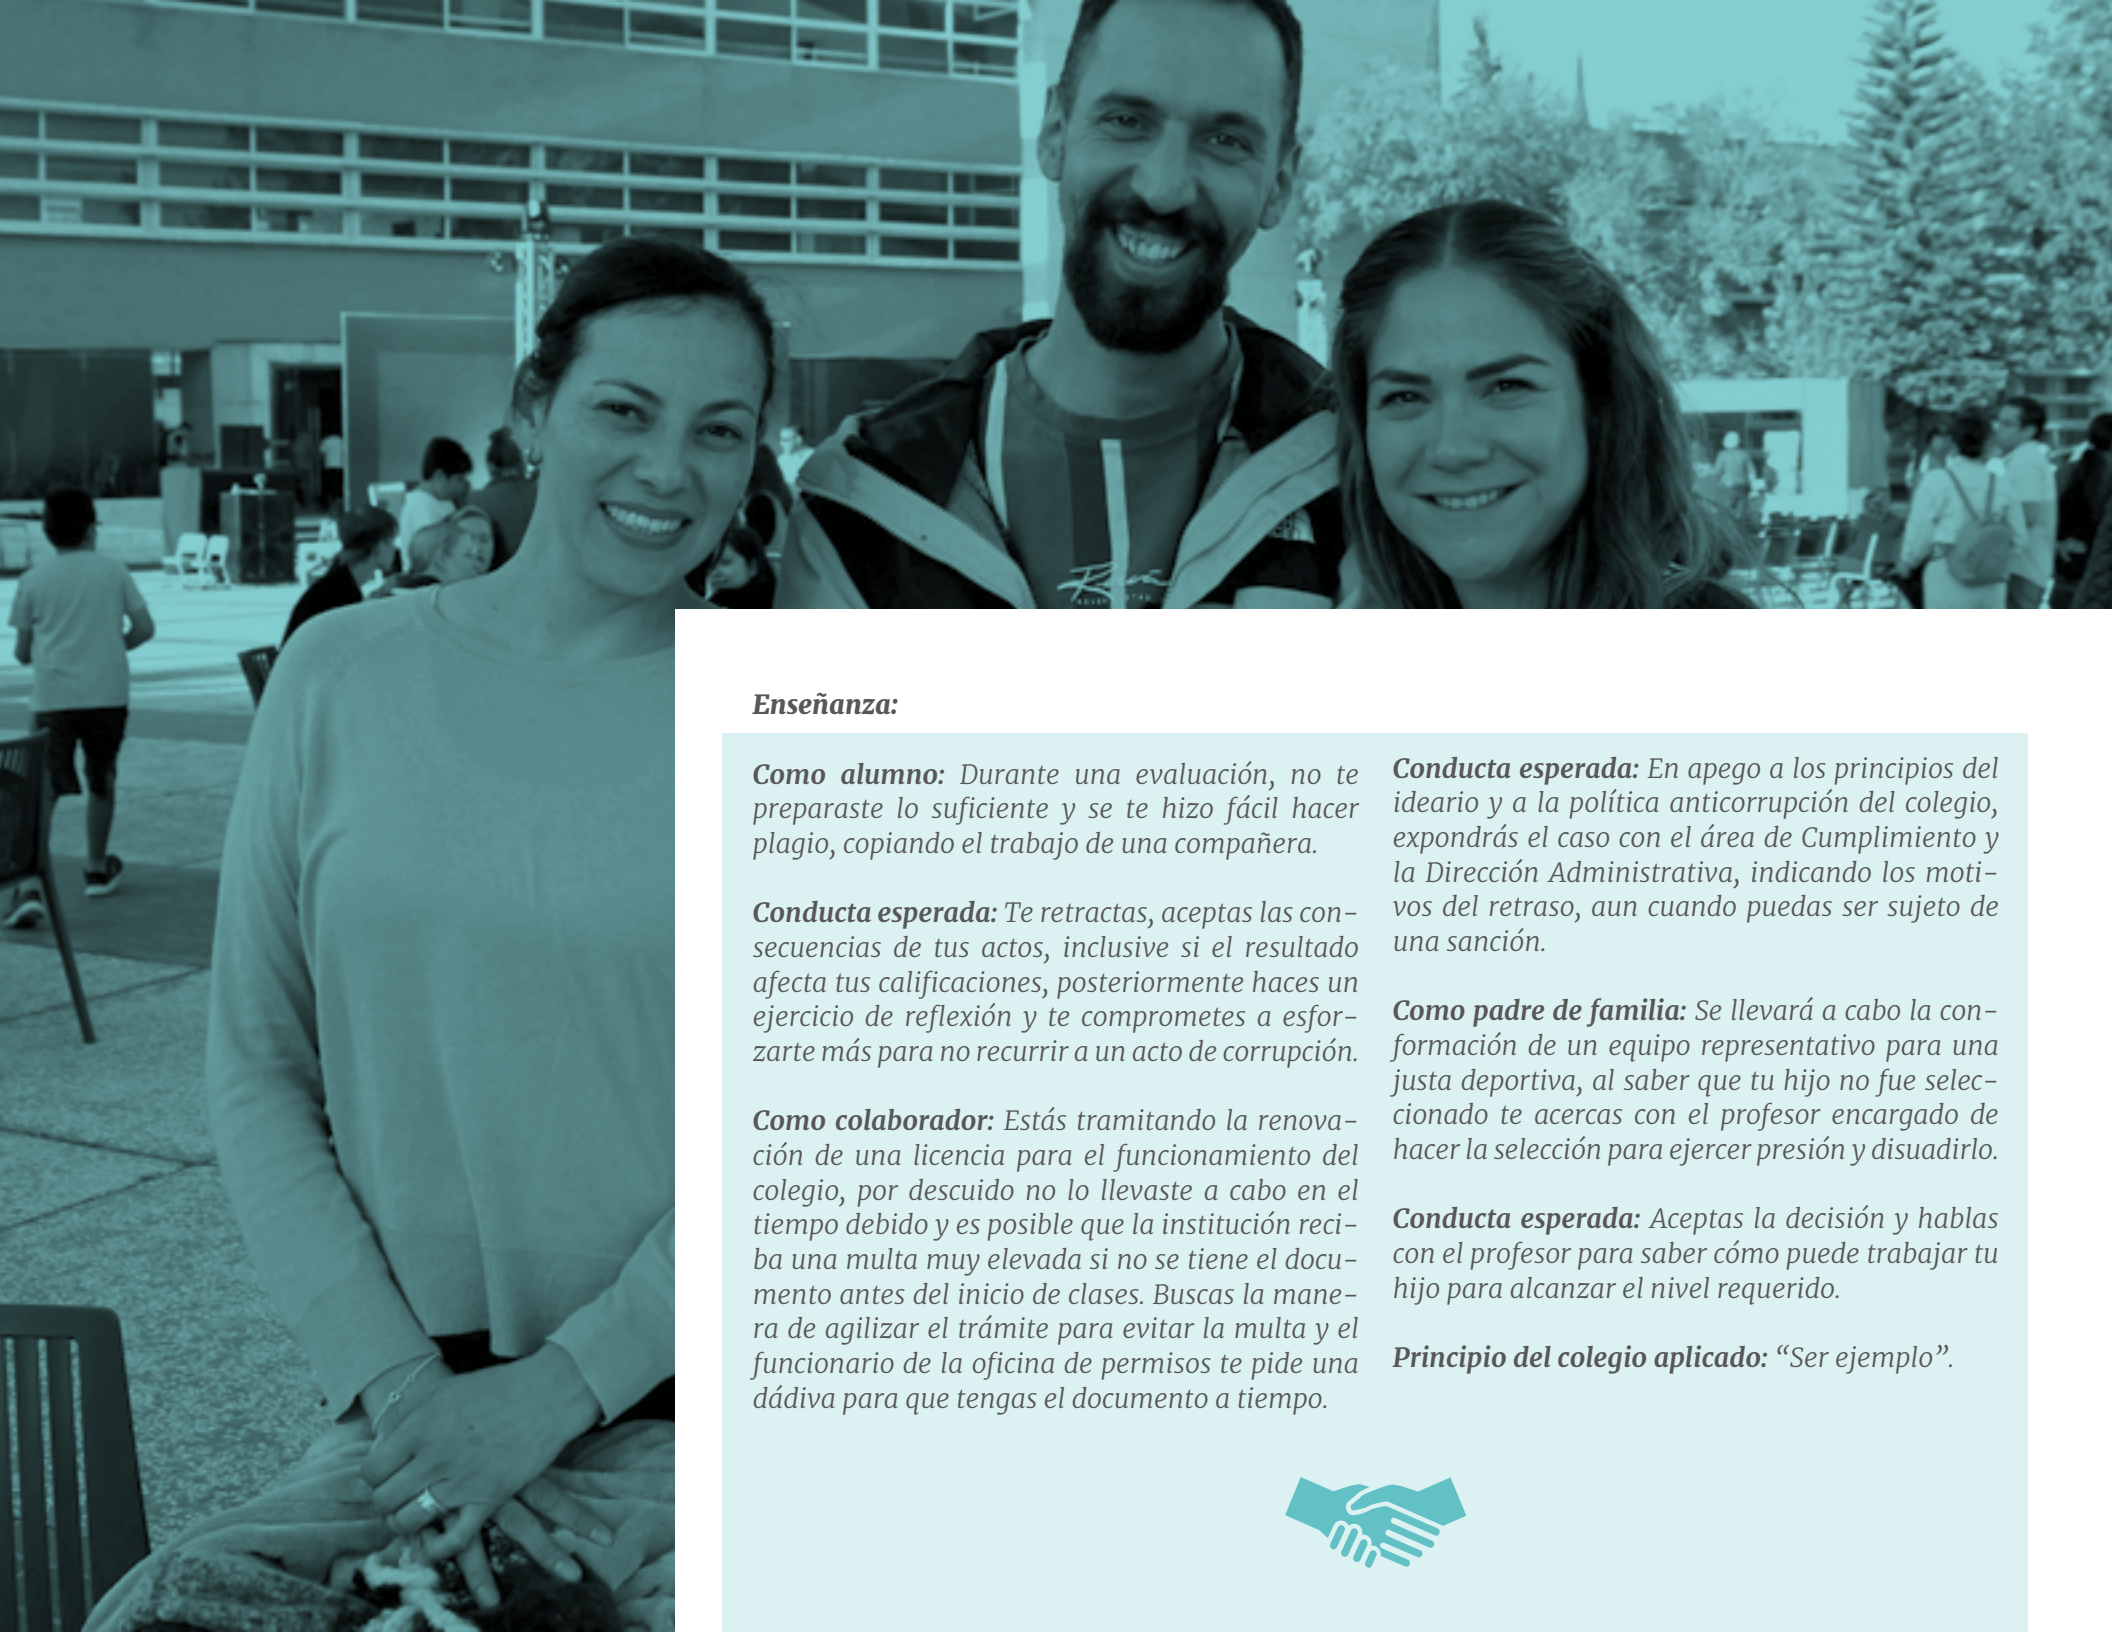 Enseñanza:
Como alumno: Durante una evaluación, no te
preparaste lo suficiente y se te hizo fácil hacer
plagio, copiando el trabajo de una compañera.
Conducta esperada: Te retractas, aceptas las con-
secuencias de tus actos, inclusive si el resultado
afecta tus calificaciones, posteriormente haces un
ejercicio de reflexión y te comprometes a esfor-
zarte más para no recurrir a un acto de corrupción.
Como colaborador: Estás tramitando la renova-
ción de una licencia para el funcionamiento del
colegio, por descuido no lo llevaste a cabo en el
tiempo debido y es posible que la institución reci-
ba una multa muy elevada si no se tiene el docu-
mento antes del inicio de clases. Buscas la mane-
ra de agilizar el trámite para evitar la multa y el
funcionario de la oficina de permisos te pide una
dádiva para que tengas el documento a tiempo.
Conducta esperada: En apego a los principios del
ideario y a la política anticorrupción del colegio,
expondrás el caso con el área de Cumplimiento y
la Dirección Administrativa, indicando los moti-
vos del retraso, aun cuando puedas ser sujeto de
una sanción.
Como padre de familia: Se llevará a cabo la con-
formación de un equipo representativo para una
justa deportiva, al saber que tu hijo no fue selec-
cionado te acercas con el profesor encargado de
hacer la selección para ejercer presión y disuadirlo.
Conducta esperada: Aceptas la decisión y hablas
con el profesor para saber cómo puede trabajar tu
hijo para alcanzar el nivel requerido.
Principio del colegio aplicado: “Ser ejemplo”.